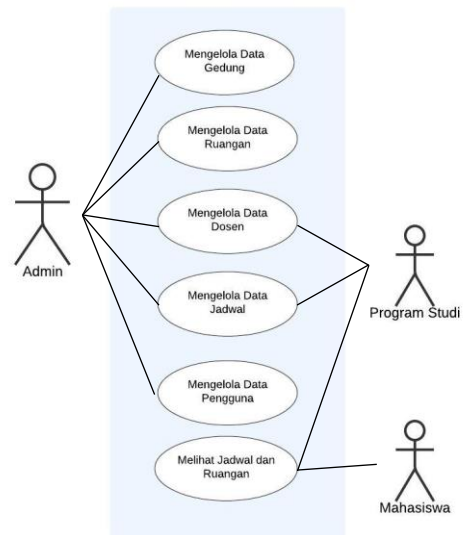 Mengelola Data
Gedung
Mengelola Data
Ruangan
Mengelola Data
Dosen
Admin
Mengelola Data
Jadwal
Program Studi
Mengelola Data
Pengguna
Melihat Jadwal dan
Ruangan
Mahasiswa